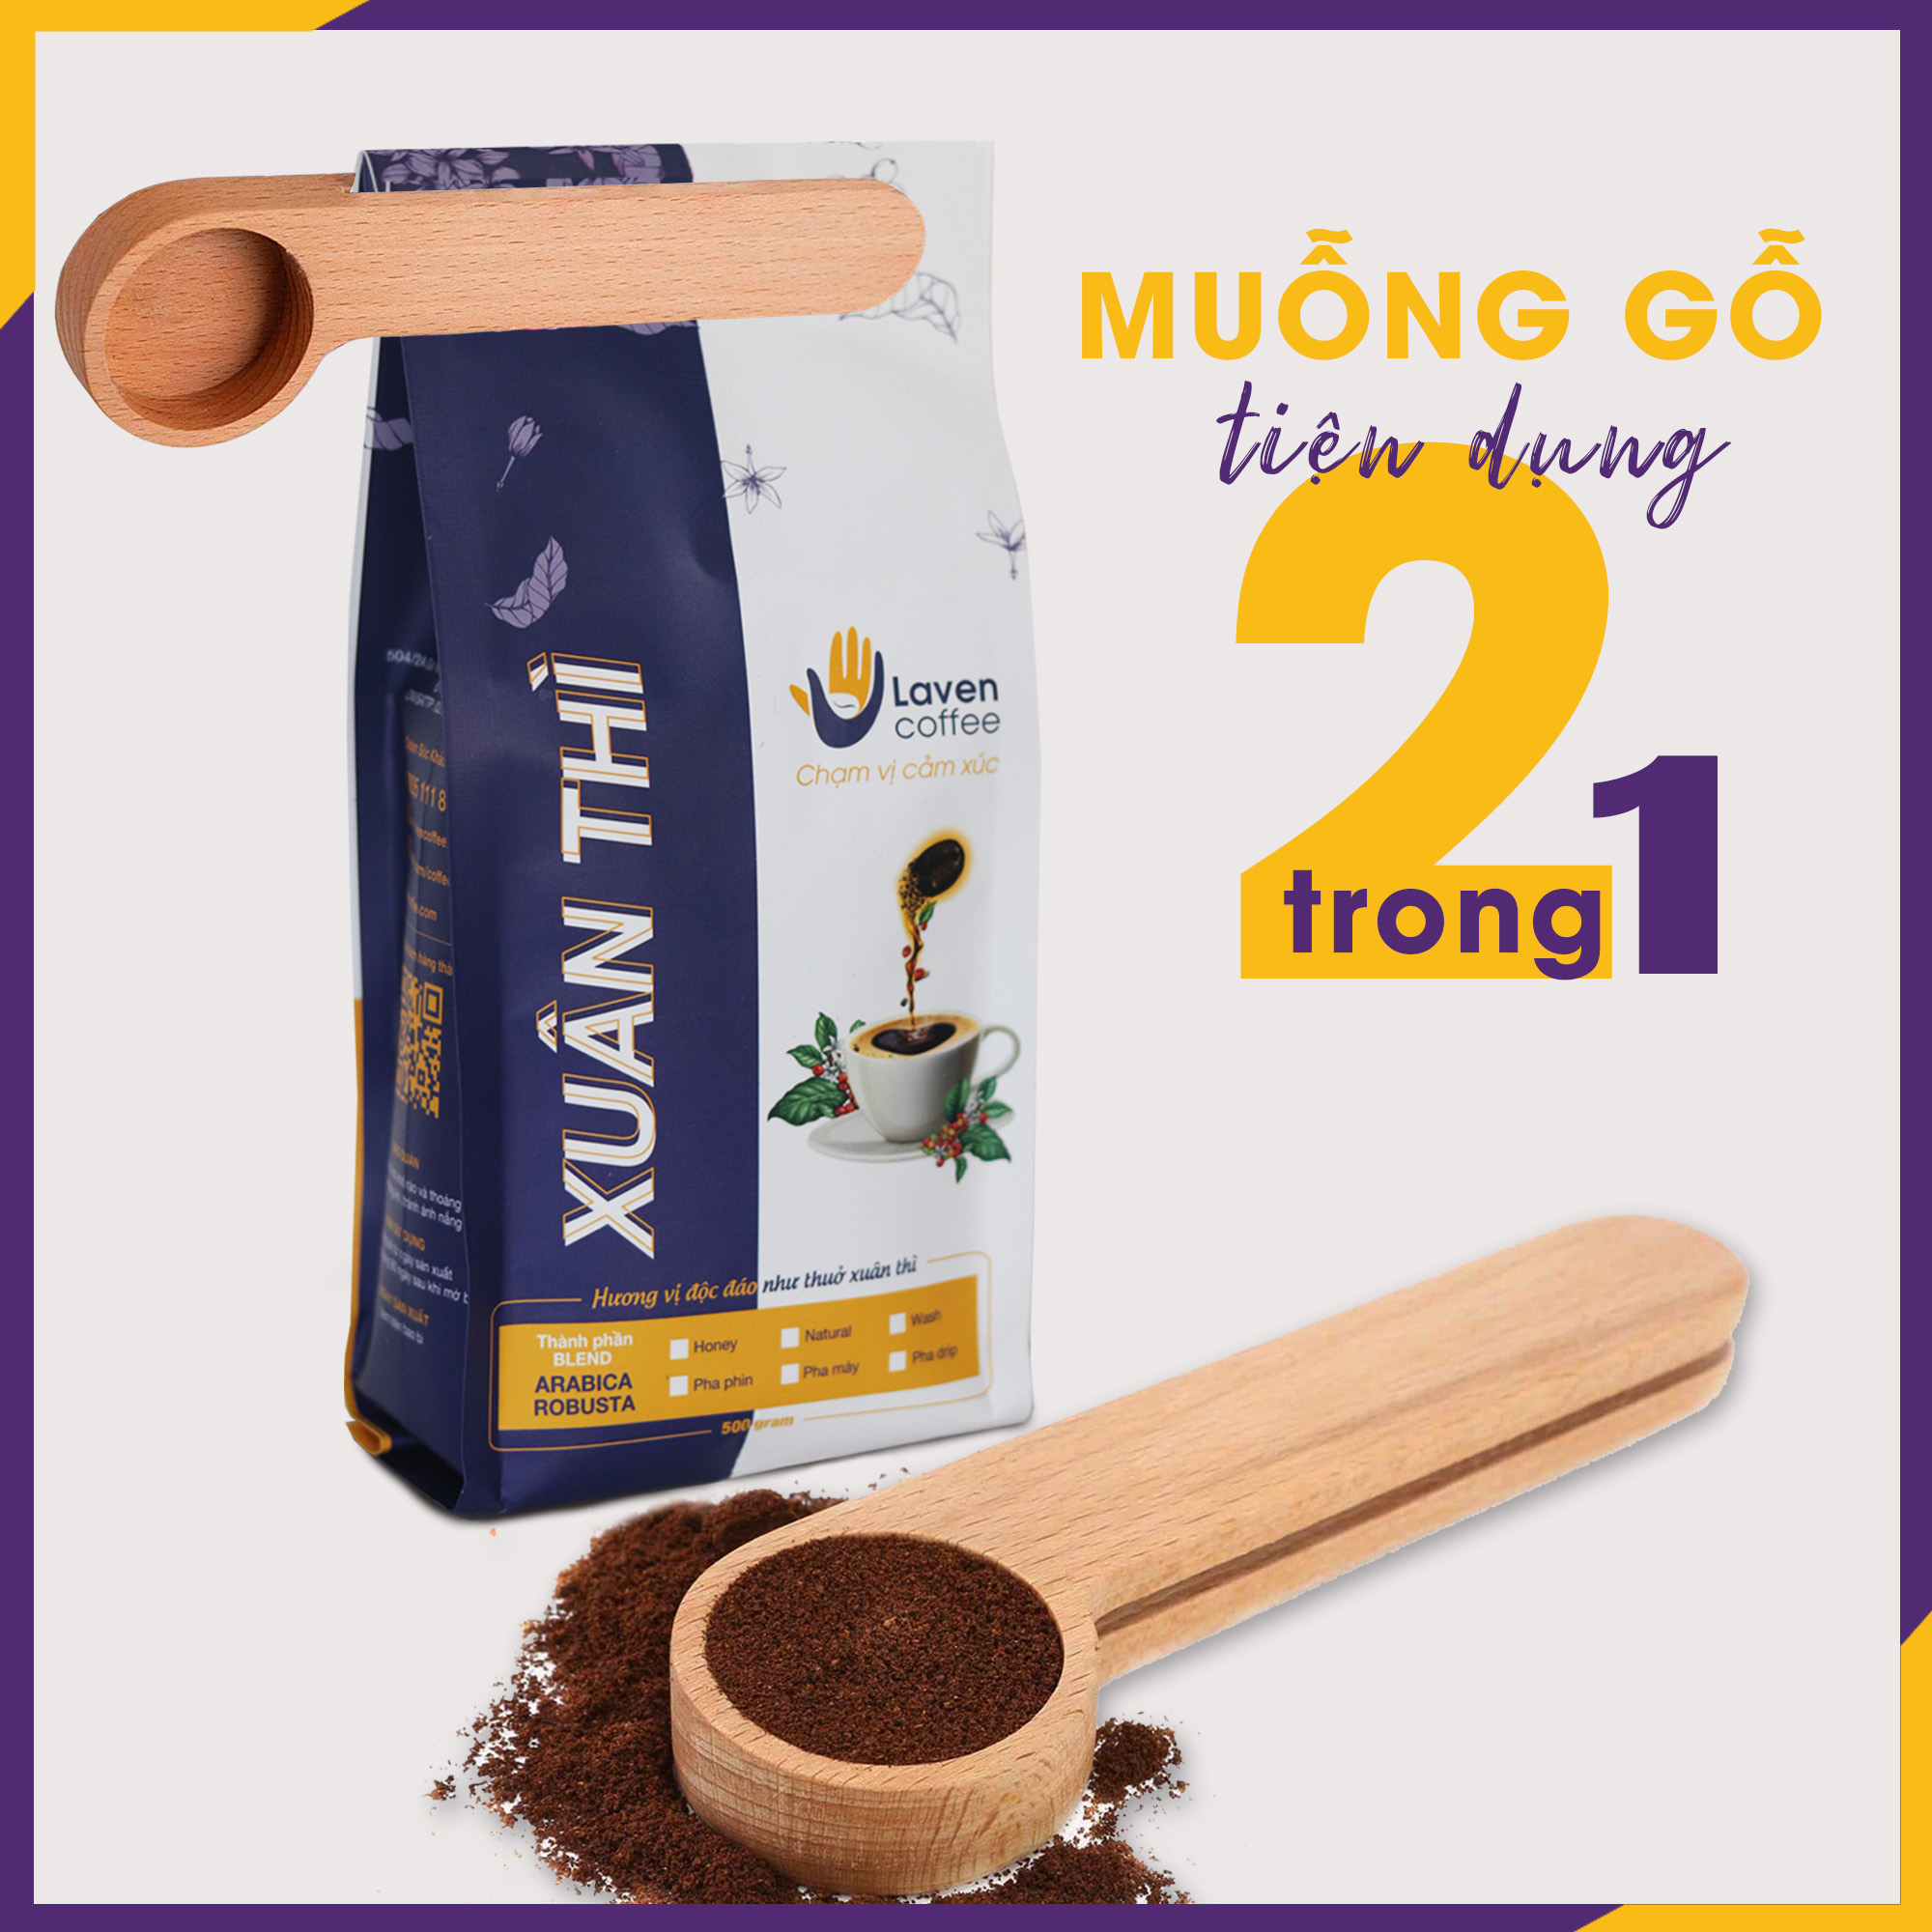 MUỖNG GỖ
tiện dụng
2
trong 1
Laven
coffee
Chạm vị cảm xúc
XUÂN THÌ
Hương vị độc đáo như thuở xuân thì
Thành phần
BLEND
ARABICA
ROBUSTA
Honey
Natural
Wash
Pha phin
Pha máy
Pha drip
500 gram